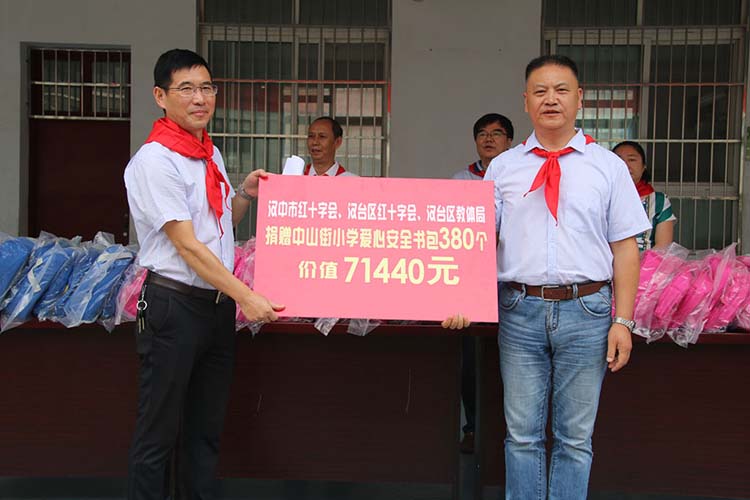 汉中市红十字会、汉台区红十字会、汉台区教体局
捐赠中山街小学爱心安全书包380个
价值71440元